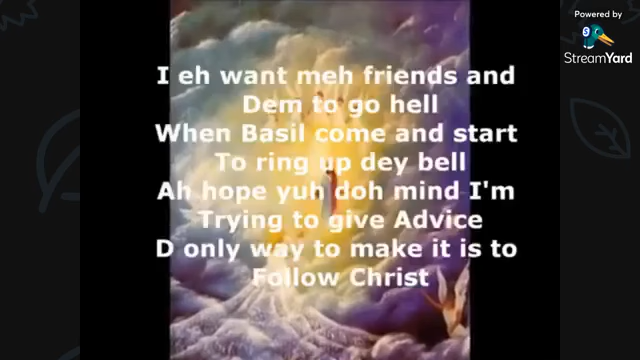 Powered by
StreamYard
I eh want meh friends and
Dem to go hell
When Basil come and start
To ring up dey bell
Ah hope yuh doh mind I'm
Trying to give Advice
D only way to make it is to
Follow Christ